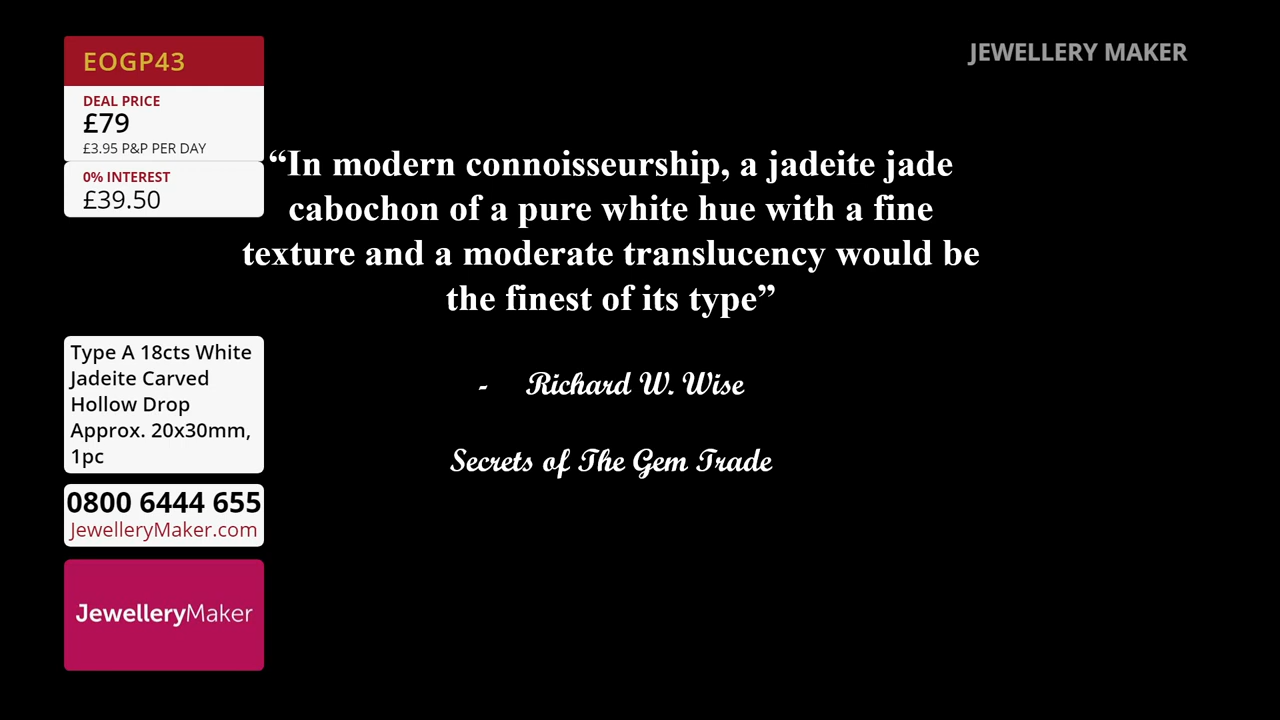 EOGP43
DEAL PRICE
£79
£3.95 P&P PER DAY
0% INTEREST
£39.50
Type A 18cts White
Jadeite Carved
Hollow Drop
Approx. 20x30mm,
1pc
0800 6444 655
JewelleryMaker.com
JewelleryMaker
JEWELLERY MAKER
“In modern connoisseurship, a jadeite jade
cabochon of a pure white hue with a fine
texture and a moderate translucency would be
the finest of its type”
- Richard W. Wise
Secrets of The Gem Trade